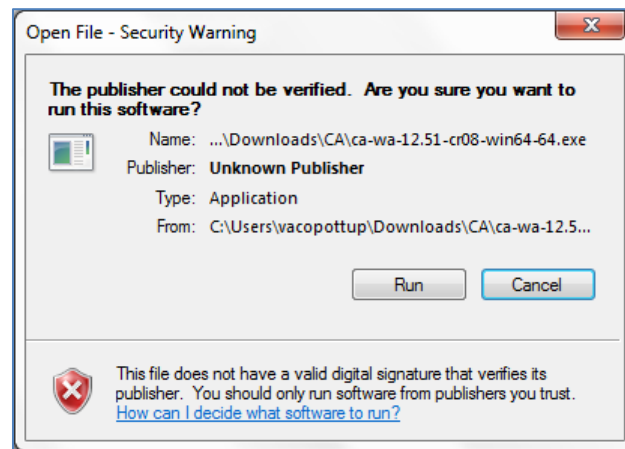 Open File - Security Warning
The publisher could not be verified.  Are you sure you want to
run this software?
Name: ...\Downloads\CA\ca-wa-12.51-cr08-win64-64.exe
Publisher: Unknown Publisher
Type: Application
From: C:\Users\vacopottup\Downloads\CA\ca-wa-12.5...
Run Cancel
This file does not have a valid digital signature that verifies its
publisher.  You should only run software from publishers you trust.
How can I decide what software to run?